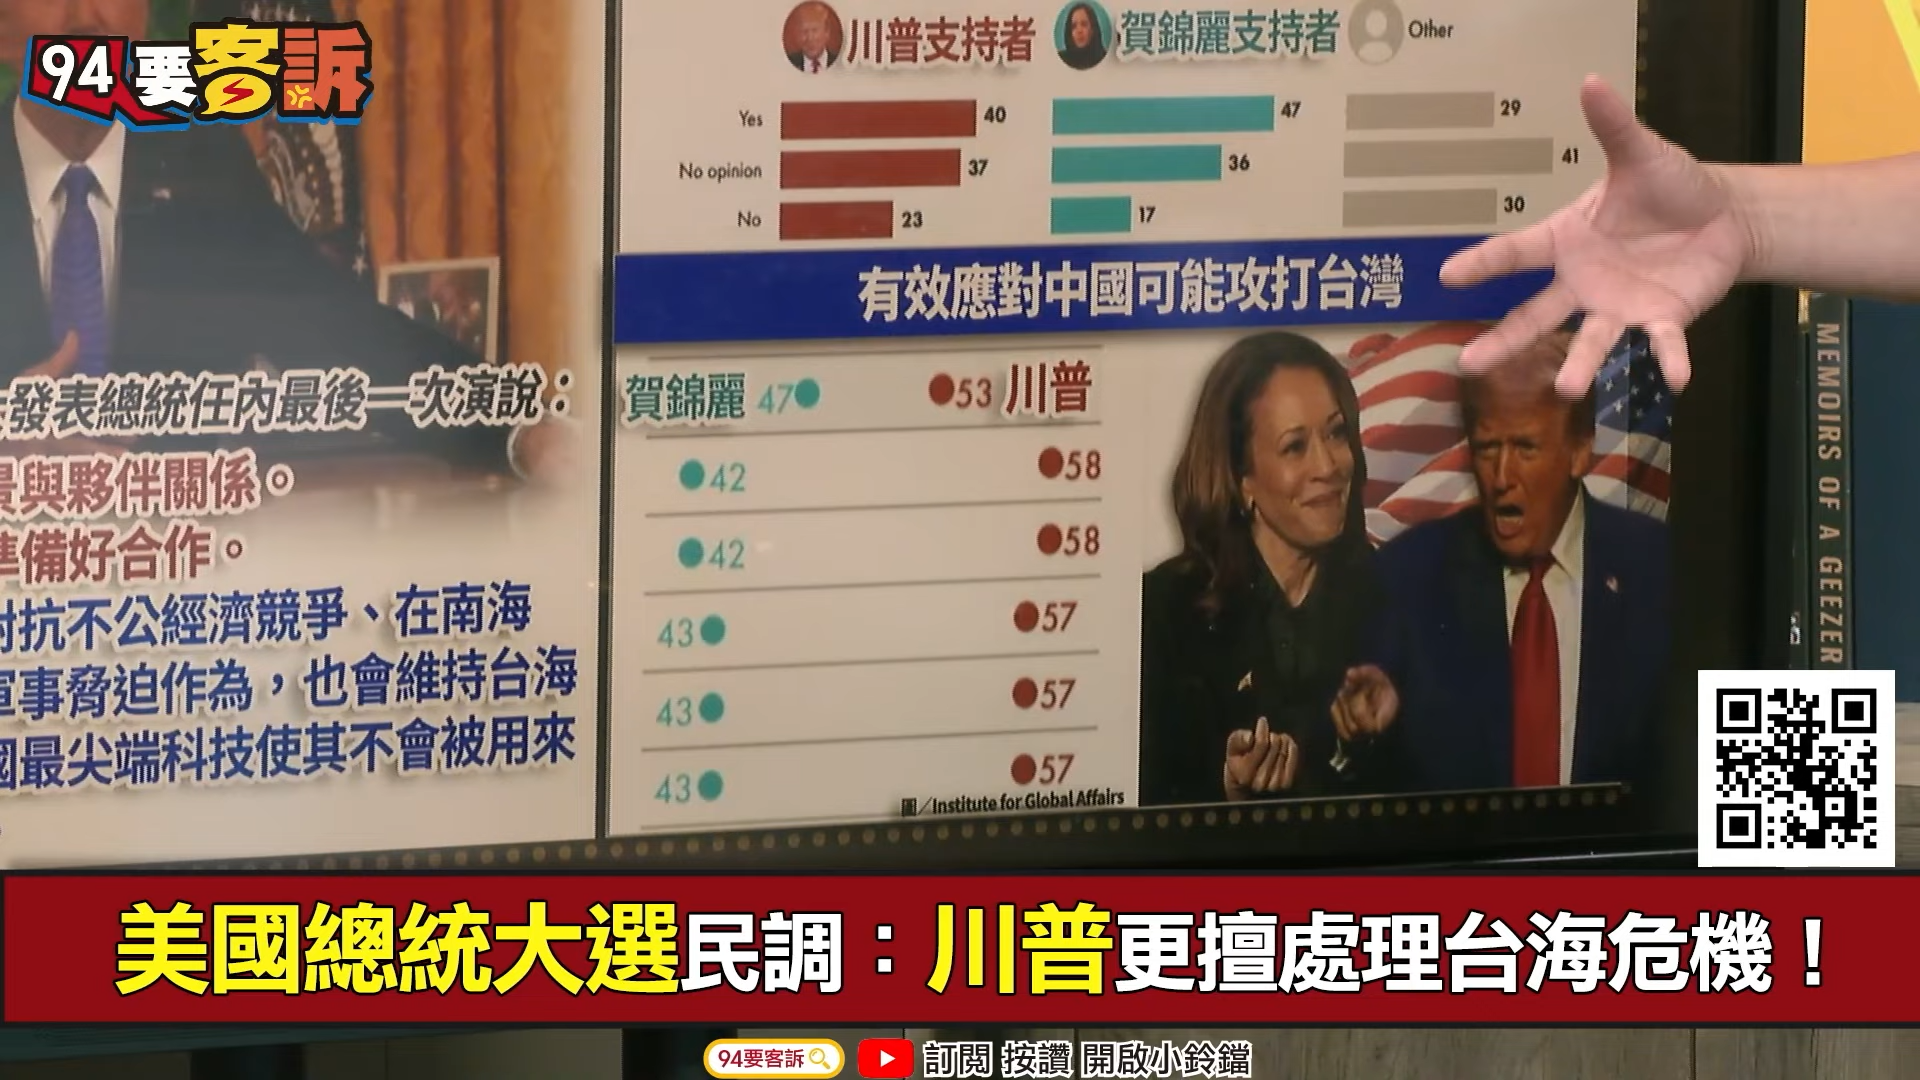 94要客訴
川普支持者
賀錦麗支持者
Other
Yes
40
47
29
No opinion
37
36
41
No
23
17
30
有效應對中國可能攻打台灣
賀錦麗 47
53 川普
42
58
42
58
43
57
43
57
43
57
圖／Institute for Global Affairs
發表總統任內最後一次演說：
與夥伴關係。
準備好合作。
對抗不公經濟競爭、在南海
軍事脅迫作為，也會維持台海
國最尖端科技使其不會被用來
MEMOIRS OF A GEEZER
美國總統大選民調：川普更擅處理台海危機！
94要客訴
訂閱 按讚 開啟小鈴鐺